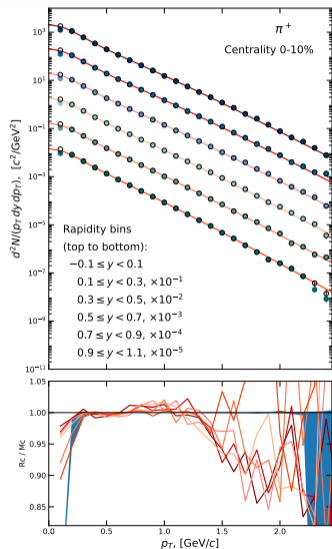 π⁺
Centrality 0-10%
10³
10¹
10⁻¹
10⁻³
10⁻⁵
10⁻⁷
10⁻⁹
10⁻¹¹
d²N/(p_T dy dp_T), [c²/GeV²]
Rapidity bins
(top to bottom):
−0.1 ≤ y < 0.1
0.1 ≤ y < 0.3, ×10⁻¹
0.3 ≤ y < 0.5, ×10⁻²
0.5 ≤ y < 0.7, ×10⁻³
0.7 ≤ y < 0.9, ×10⁻⁴
0.9 ≤ y < 1.1, ×10⁻⁵
1.05
1.00
0.95
0.90
0.85
Rc / Mc
0.0 0.5 1.0 1.5 2.0
p_T, [GeV/c]